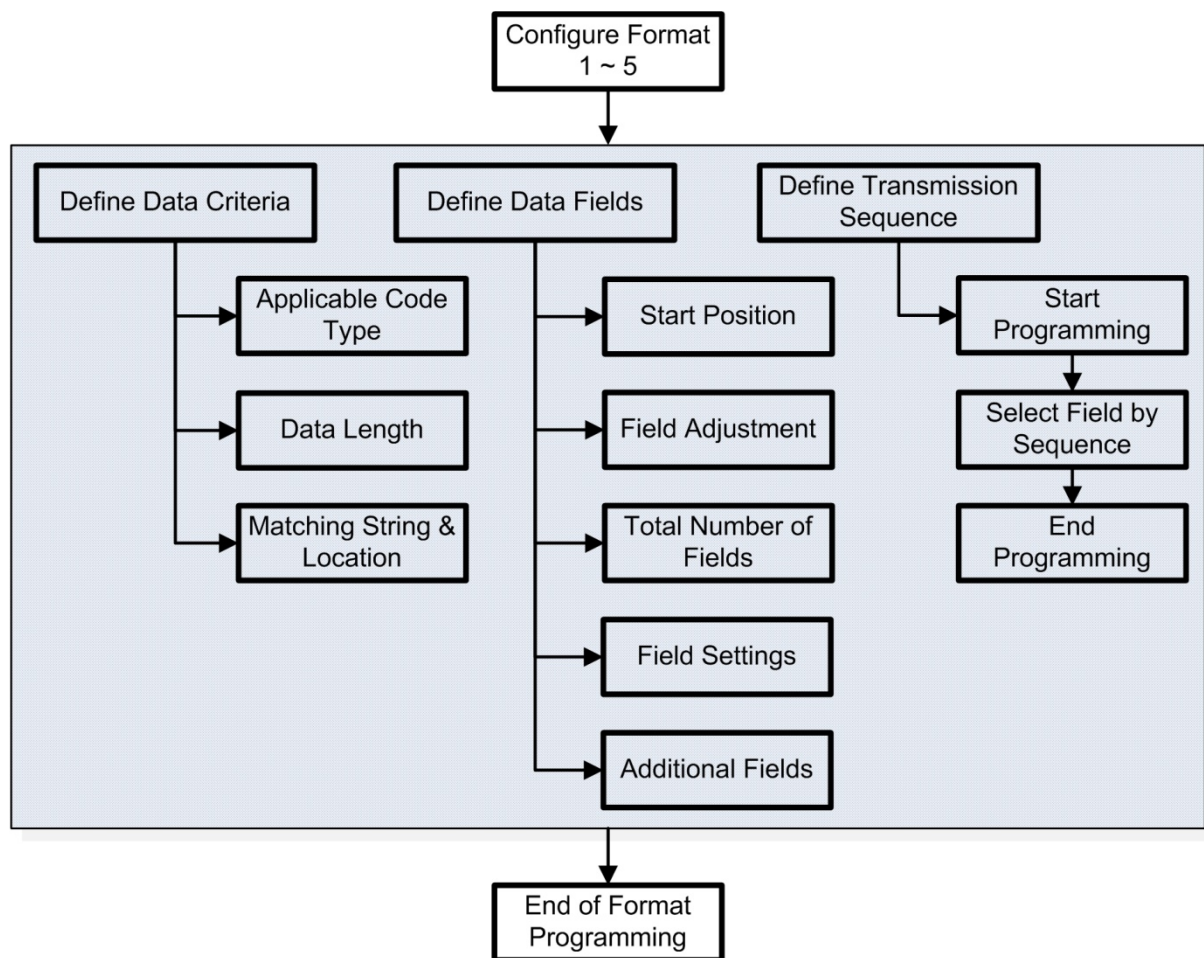 Configure Format
1 ~ 5
Define Data Criteria
Applicable Code
Type
Data Length
Matching String &
Location
Define Data Fields
Start Position
Field Adjustment
Total Number of
Fields
Field Settings
Additional Fields
Define Transmission
Sequence
Start
Programming
Select Field by
Sequence
End
Programming
End of Format
Programming